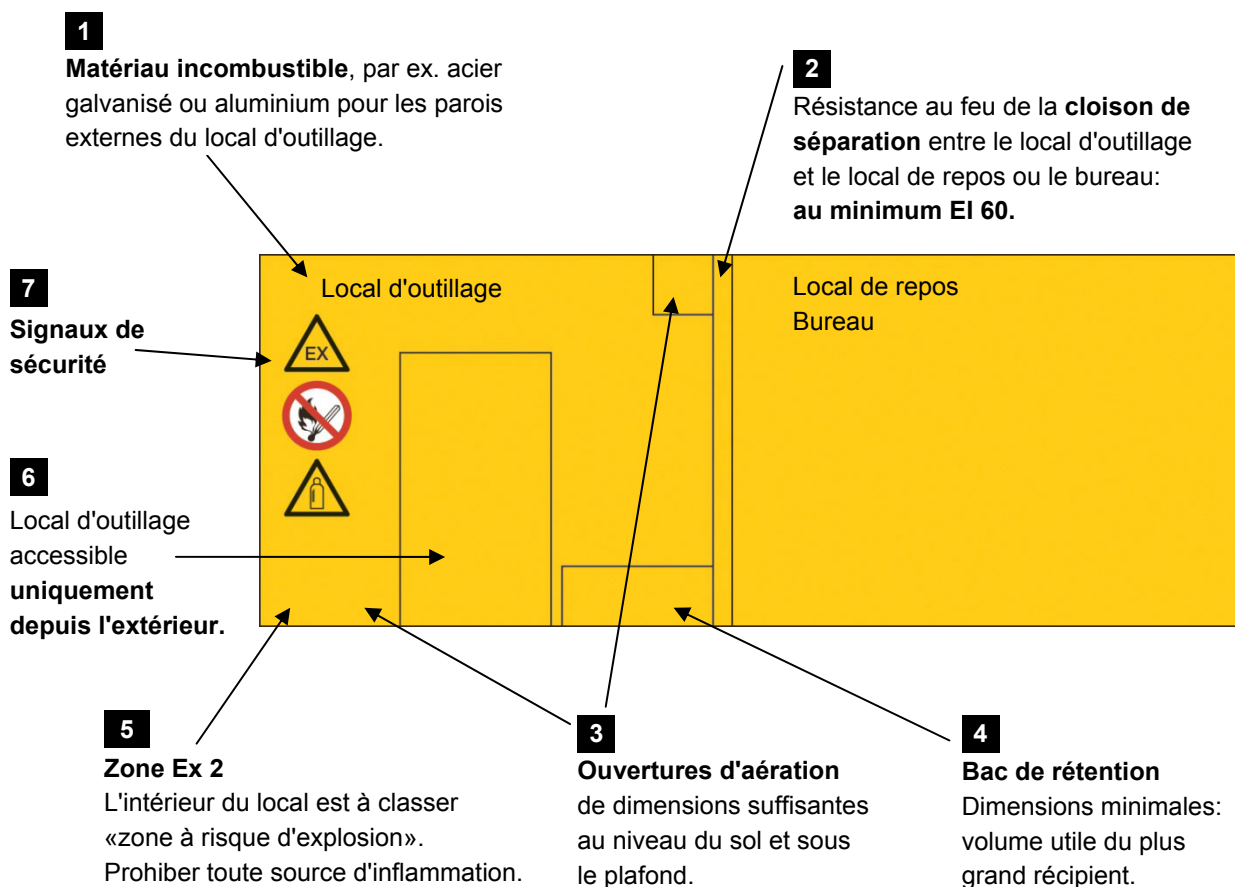 1
Matériau incombustible, par ex. acier
galvanisé ou aluminium pour les parois
externes du local d'outillage.
2
Résistance au feu de la cloison de
séparation entre le local d'outillage
et le local de repos ou le bureau:
au minimum EI 60.
7
Signaux de
sécurité
Local d'outillage
EX
Local de repos
Bureau
6
Local d'outillage
accessible
uniquement
depuis l'extérieur.
5
Zone Ex 2
L'intérieur du local est à classer
«zone à risque d'explosion».
Prohiber toute source d'inflammation.
3
Ouvertures d'aération
de dimensions suffisantes
au niveau du sol et sous
le plafond.
4
Bac de rétention
Dimensions minimales:
volume utile du plus
grand récipient.